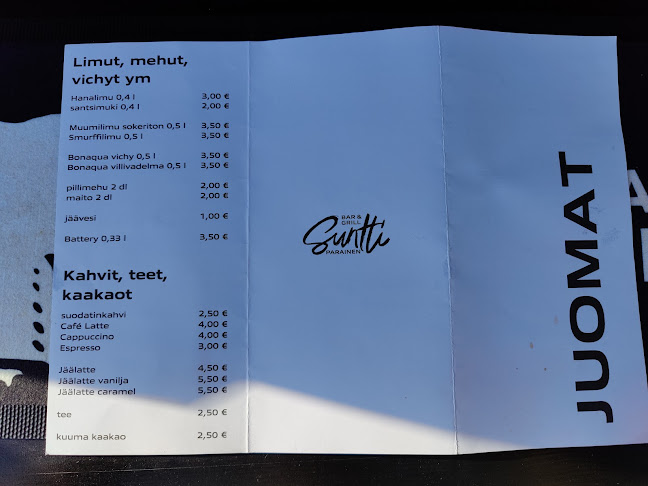 Limut, mehut,
vichyt ym
Hanalimu 0,4 l 3,00 €
santsimuki 0,4 l 2,00 €
Muumilimu sokeriton 0,5 l 3,50 €
Smurffilimu 0,5 l 3,50 €
Bonaqua vichy 0,5 l 3,50 €
Bonaqua villivadelma 0,5 l 3,50 €
pillimehu 2 dl 2,00 €
maito 2 dl 2,00 €
jäävesi 1,00 €
Battery 0,33 l 3,50 €
Kahvit, teet,
kaakaot
suodatinkahvi 2,50 €
Café Latte 4,00 €
Cappuccino 4,00 €
Espresso 3,00 €
Jäälatte 4,50 €
Jäälatte vanilja 5,50 €
Jäälatte caramel 5,50 €
tee 2,50 €
kuuma kaakao 2,50 €
BAR &
GRILL
Suntti
PARAINEN
JUOMAT